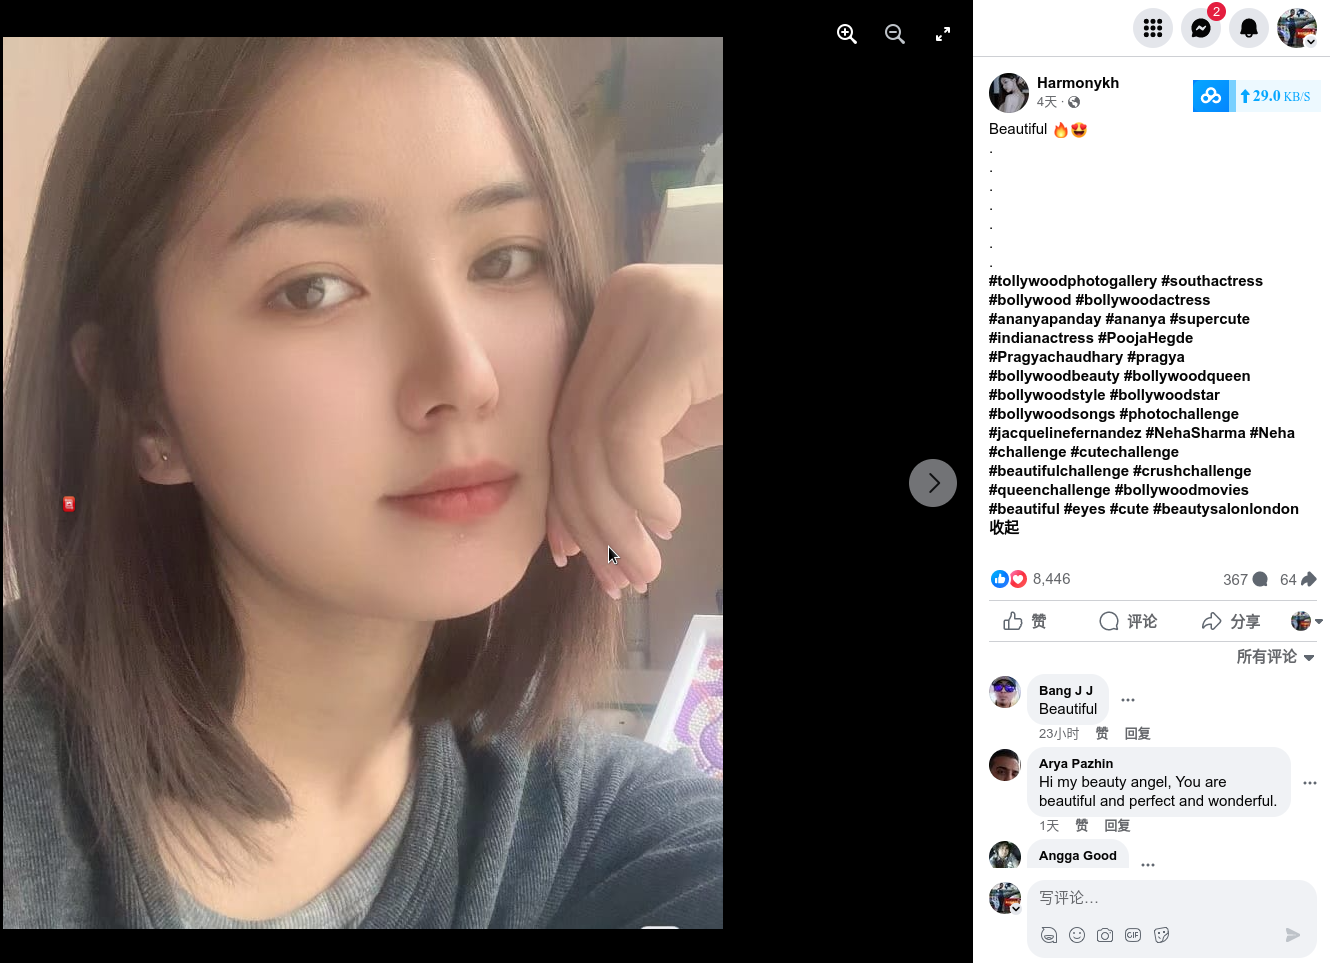 2
Harmonykh
4天 ·
29.0 KB/S
Beautiful 🔥😍
.
.
.
.
.
.
.
#tollywoodphotogallery #southactress
#bollywood #bollywoodactress
#ananyapanday #ananya #supercute
#indianactress #PoojaHegde
#Pragyachaudhary #pragya
#bollywoodbeauty #bollywoodqueen
#bollywoodstyle #bollywoodstar
#bollywoodsongs #photochallenge
#jacquelinefernandez #NehaSharma #Neha
#challenge #cutechallenge
#beautifulchallenge #crushchallenge
#queenchallenge #bollywoodmovies
#beautiful #eyes #cute #beautysalonlondon
收起
8,446 367 64
赞 评论 分享
所有评论
Bang J J
Beautiful
23小时 赞 回复
Arya Pazhin
Hi my beauty angel, You are
beautiful and perfect and wonderful.
1天 赞 回复
Angga Good
写评论…
GIF